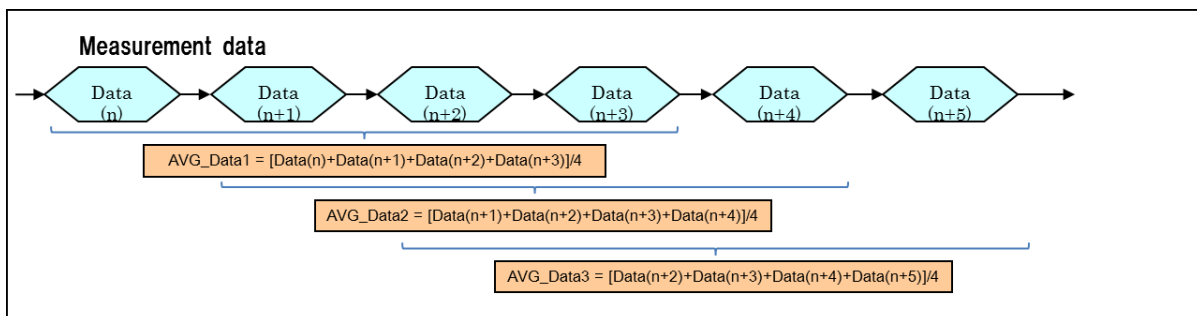 Measurement data
Data
(n)
Data
(n+1)
Data
(n+2)
Data
(n+3)
Data
(n+4)
Data
(n+5)
AVG_Data1 = [Data(n)+Data(n+1)+Data(n+2)+Data(n+3)]/4
AVG_Data2 = [Data(n+1)+Data(n+2)+Data(n+3)+Data(n+4)]/4
AVG_Data3 = [Data(n+2)+Data(n+3)+Data(n+4)+Data(n+5)]/4